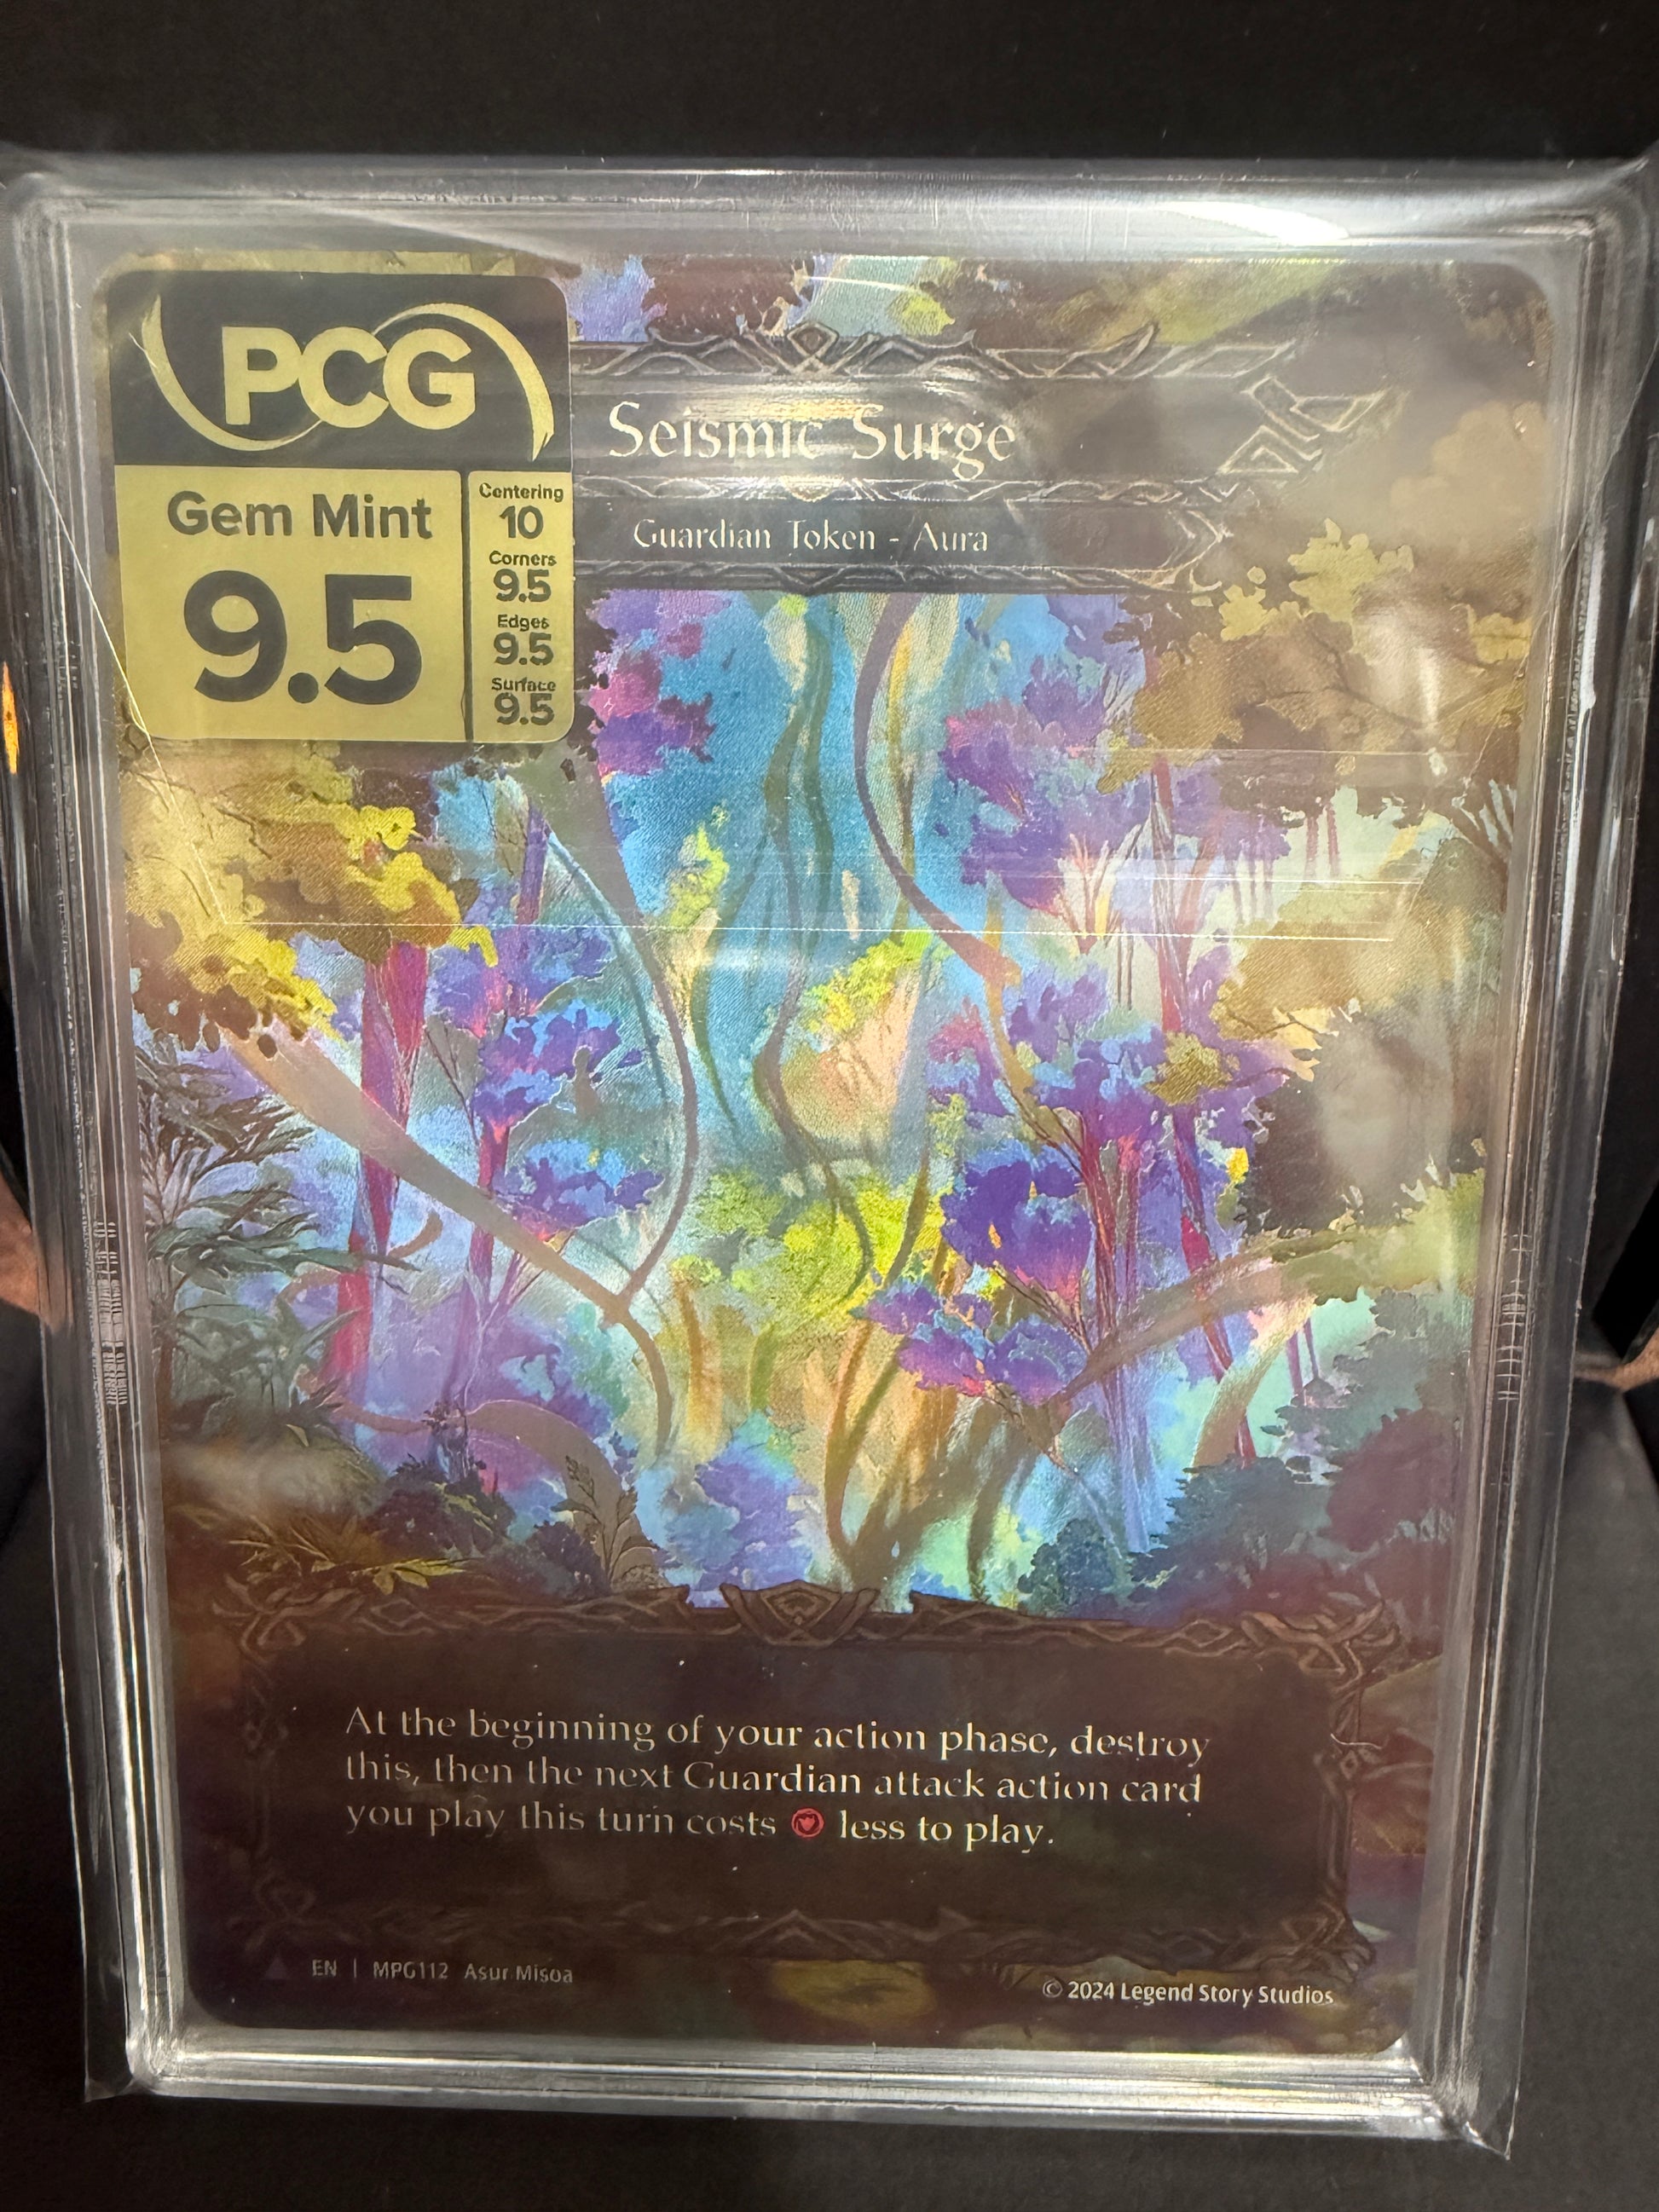 PCG
Gem Mint
9.5
Centering
10
Corners
9.5
Edges
9.5
Surface
9.5
Seismic Surge
Guardian Token - Aura
At the beginning of your action phase, destroy
this, then the next Guardian attack action card
you play this turn costs less to play.
EN | MPG112 Asur Misoa
© 2024 Legend Story Studios